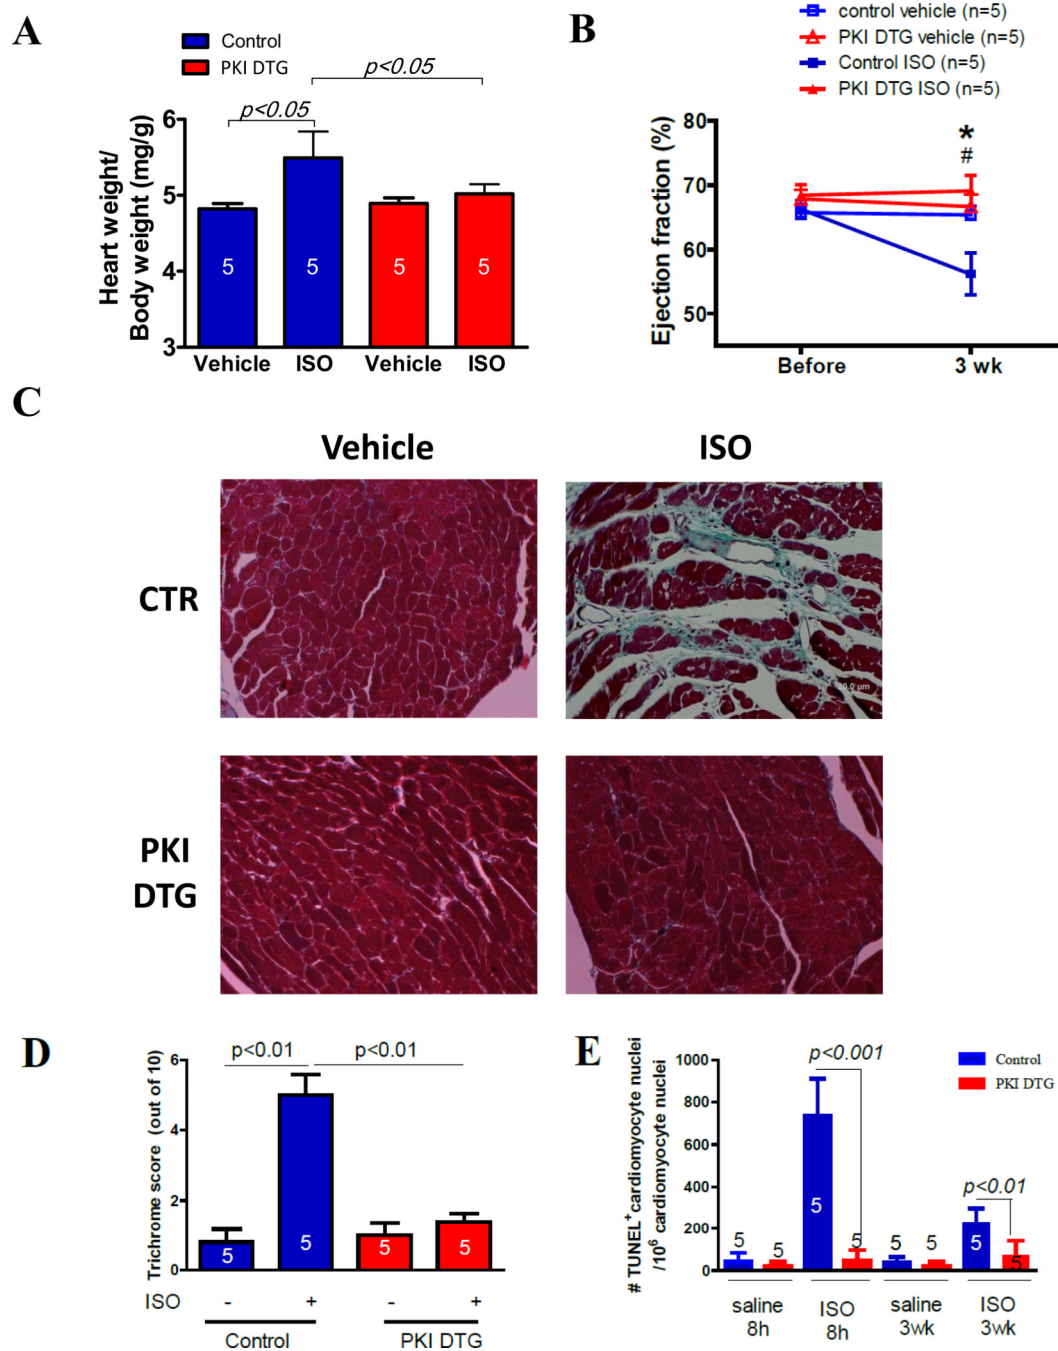 A
Control
PKI DTG
p<0.05
p<0.05
Heart weight/
Body weight (mg/g)
6
5
4
3
5
5
5
5
Vehicle
ISO
Vehicle
ISO
B
control vehicle (n=5)
PKI DTG vehicle (n=5)
Control ISO (n=5)
PKI DTG ISO (n=5)
Ejection fraction (%)
80
70
60
50
*
#
Before
3 wk
C
Vehicle
ISO
CTR
PKI
DTG
D
Trichrome score (out of 10)
6
4
2
0
p<0.01
p<0.01
5
5
5
5
ISO
-
+
-
+
Control
PKI DTG
E
# TUNEL+ cardiomyocyte nuclei
/10⁶ cardiomyocyte nuclei
1000
800
600
400
200
0
p<0.001
p<0.01
Control
PKI DTG
5
5
5
5
5
5
5
5
saline
8h
ISO
8h
saline
3wk
ISO
3wk